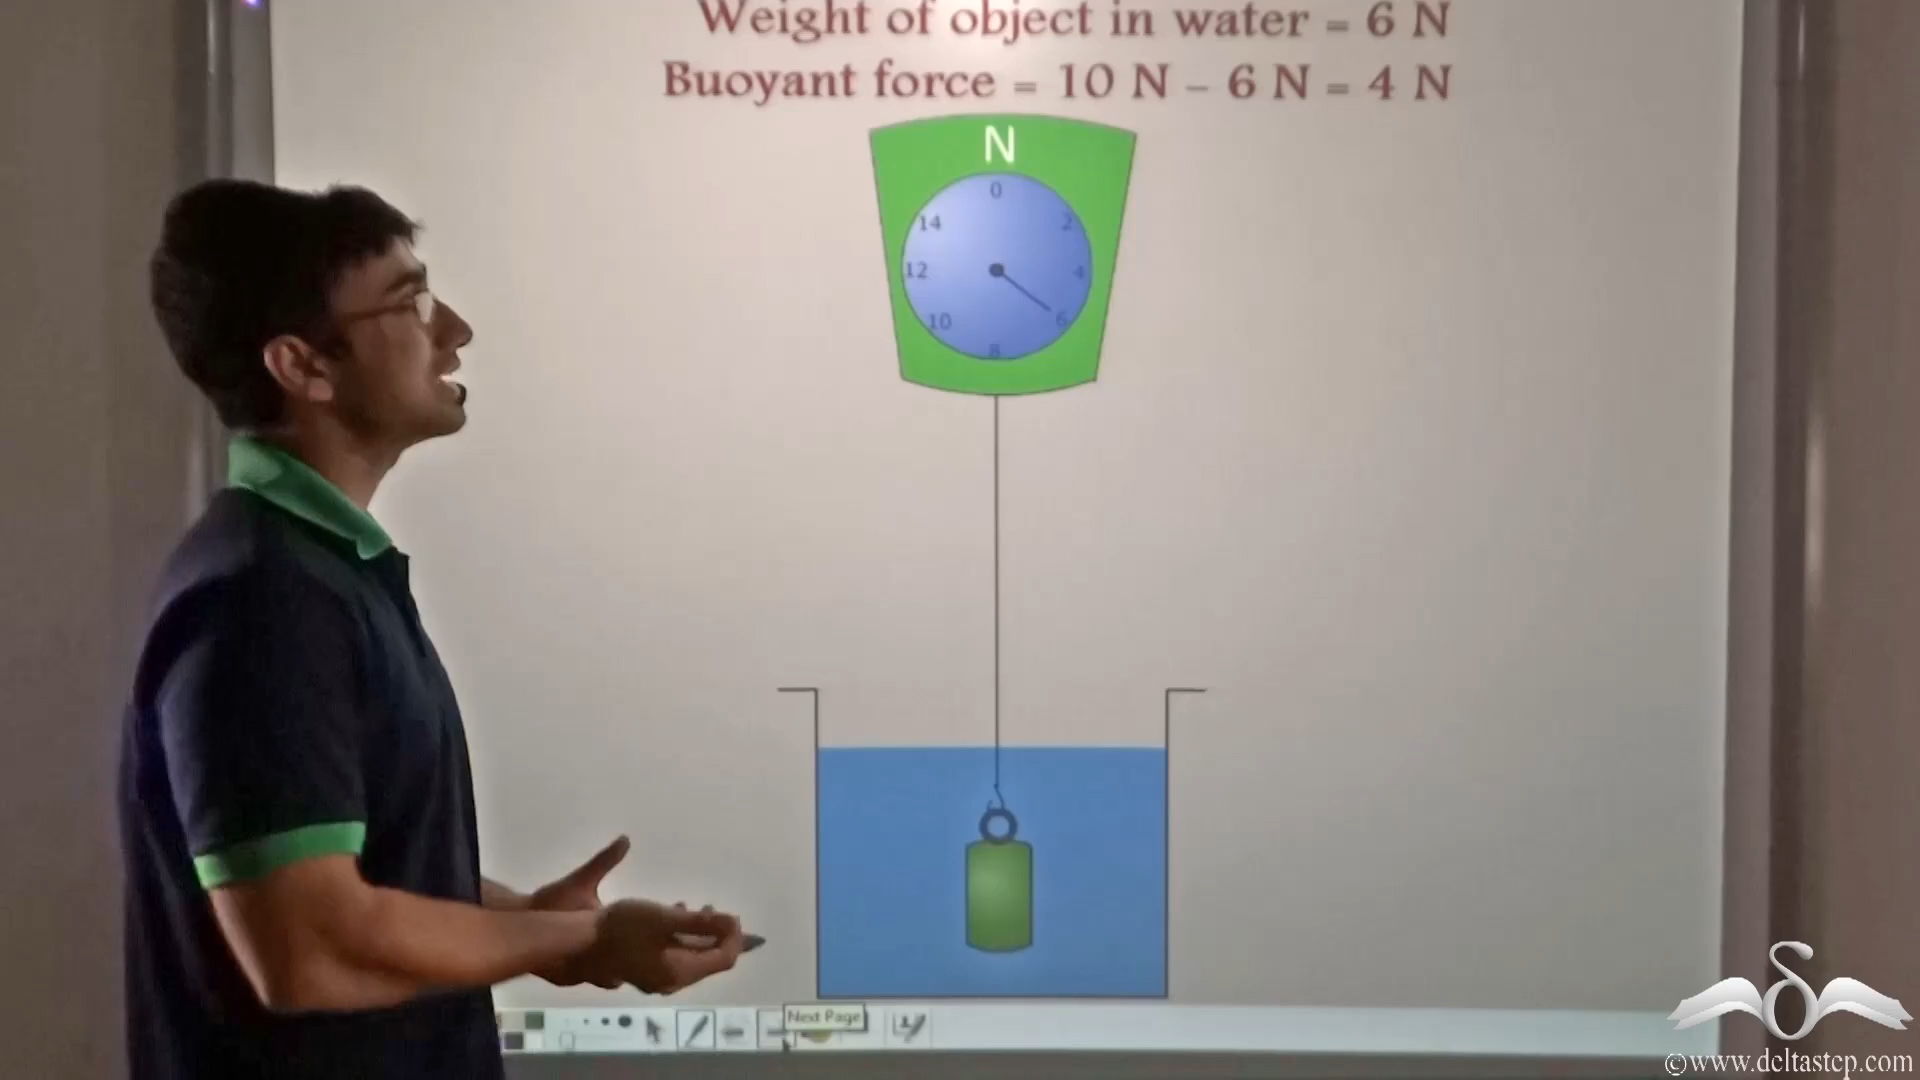 Weight of object in water = 6 N
Buoyant force = 10 N – 6 N = 4 N
N
0
14
2
12
4
10
6
8
Next Page
©www.deltastep.com